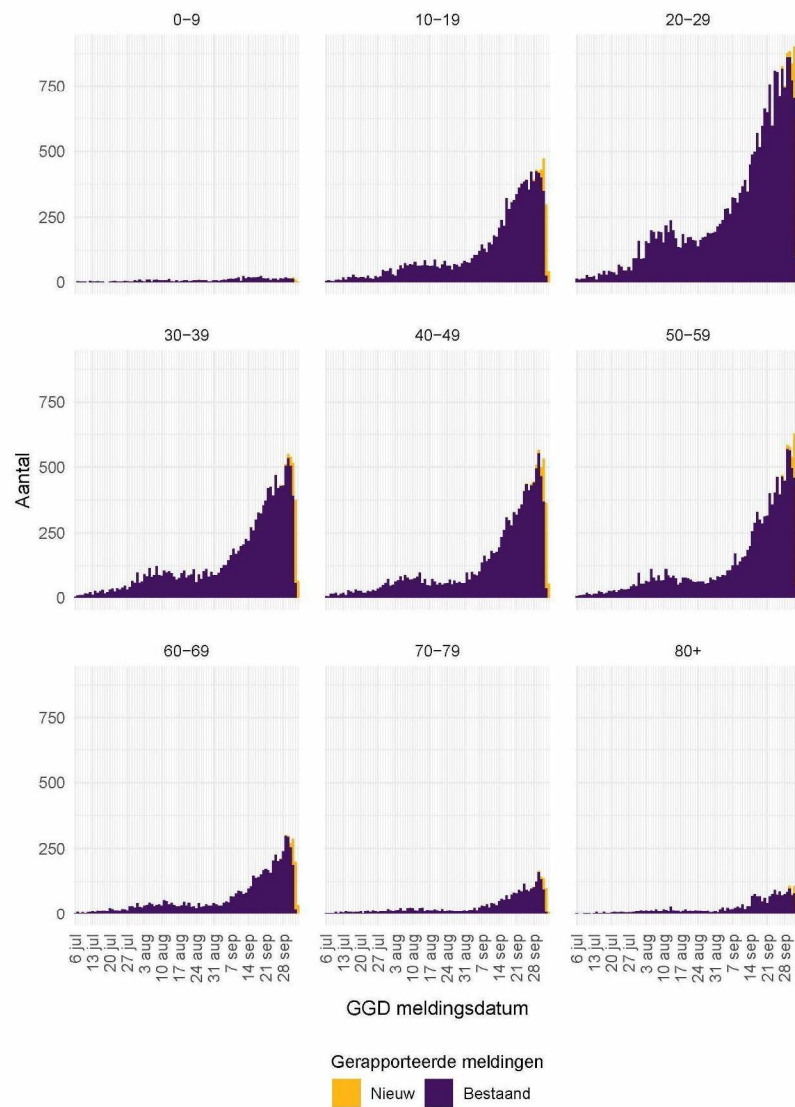 0−9
10−19
20−29
750
500
250
0
30−39
40−49
50−59
750
500
250
0
Aantal
60−69
70−79
80+
750
500
250
0
6 jul
13 jul
20 jul
27 jul
3 aug
10 aug
17 aug
24 aug
31 aug
7 sep
14 sep
21 sep
28 sep
6 jul
13 jul
20 jul
27 jul
3 aug
10 aug
17 aug
24 aug
31 aug
7 sep
14 sep
21 sep
28 sep
6 jul
13 jul
20 jul
27 jul
3 aug
10 aug
17 aug
24 aug
31 aug
7 sep
14 sep
21 sep
28 sep
GGD meldingsdatum
Gerapporteerde meldingen
Nieuw Bestaand